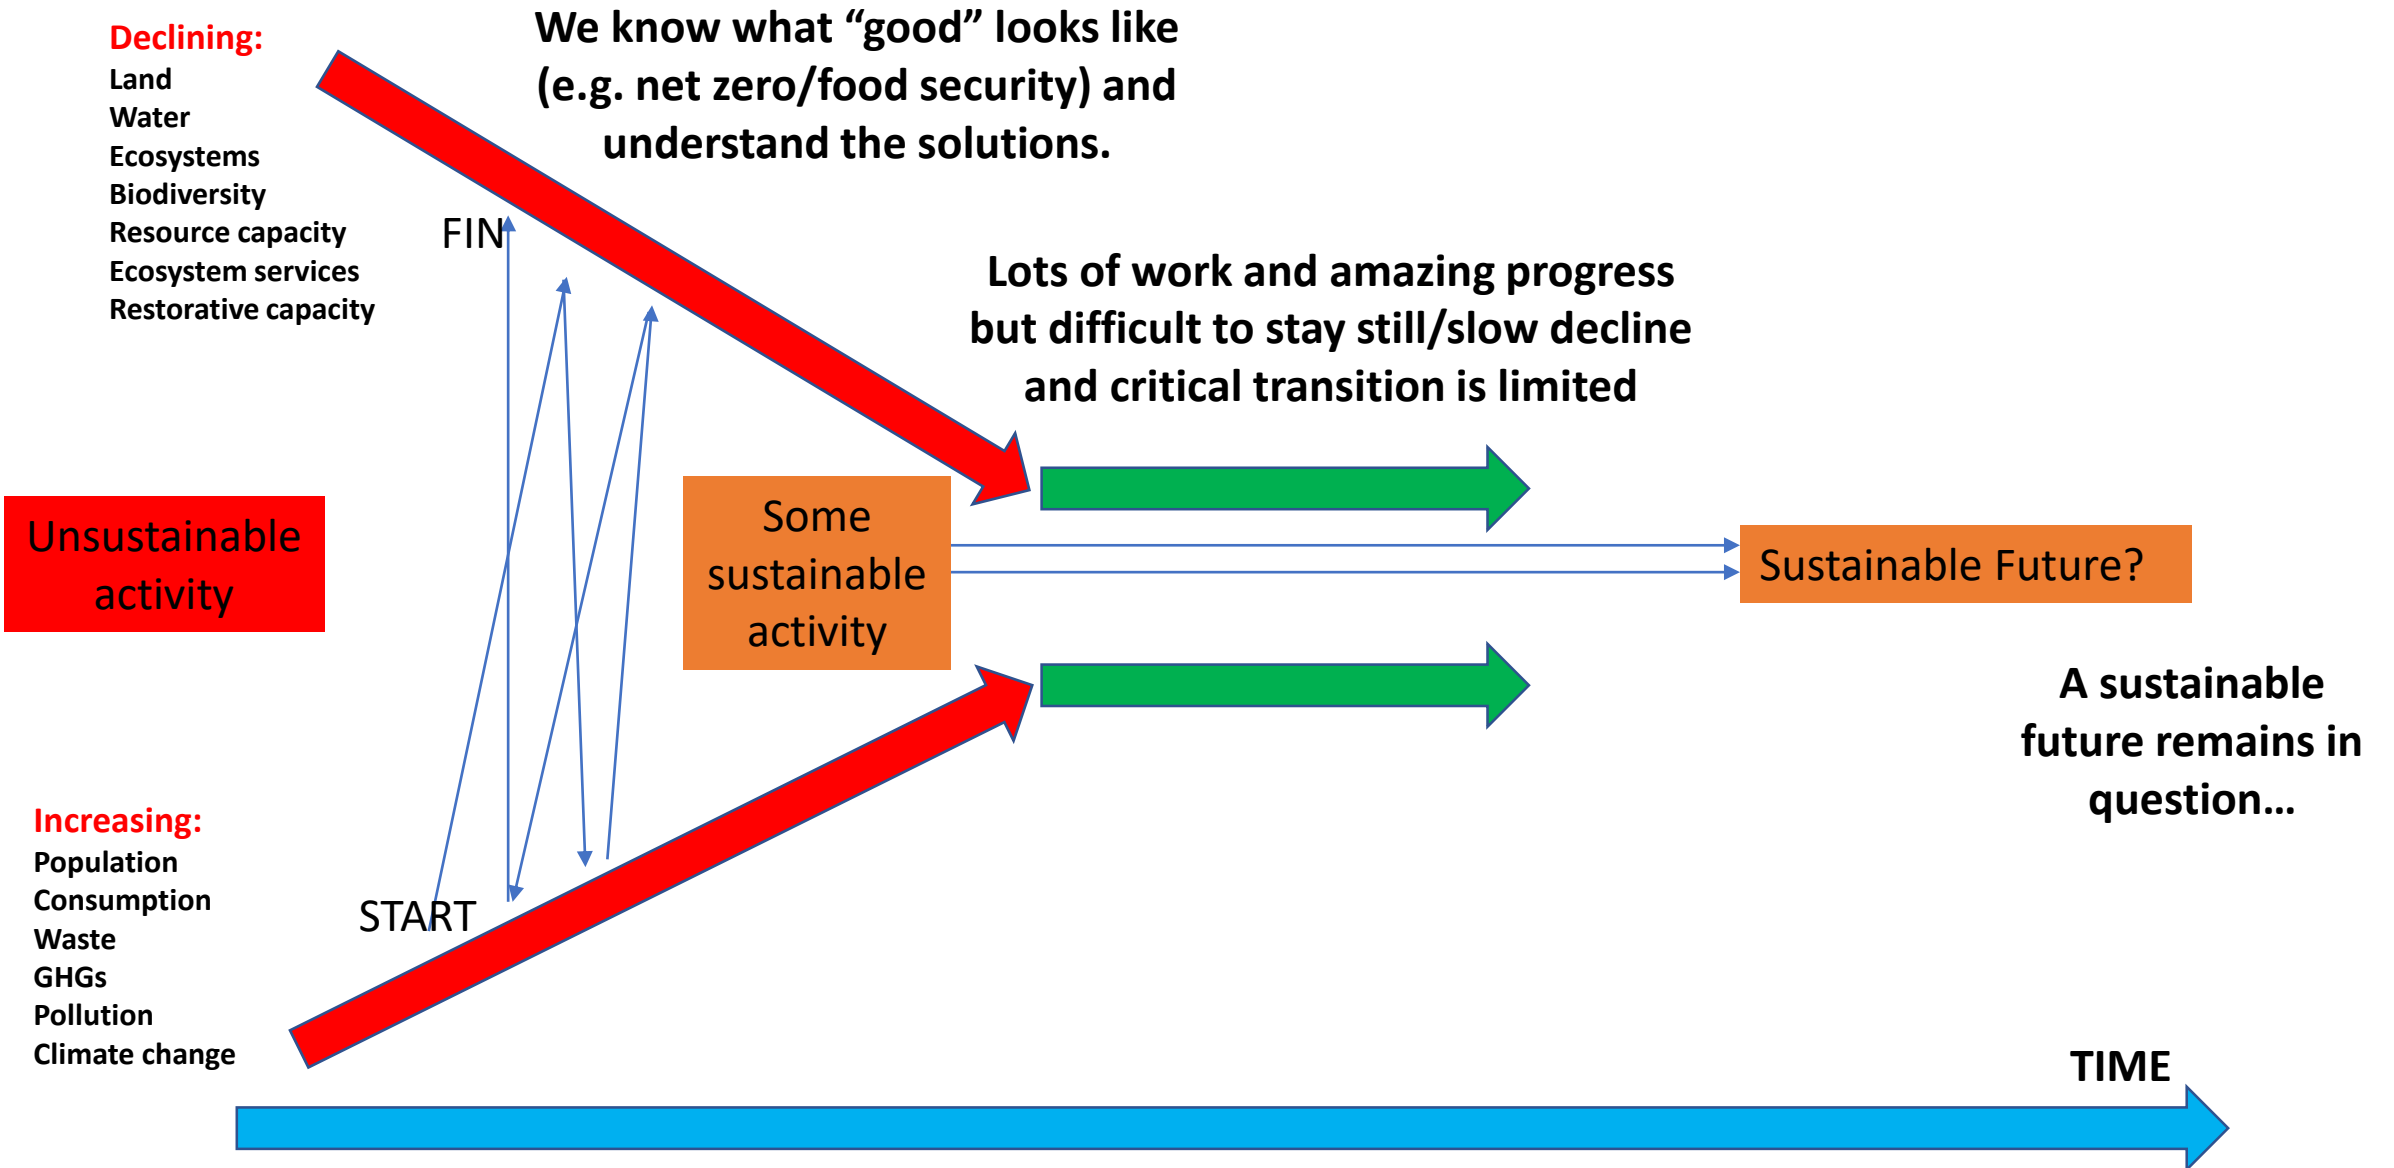 Declining:
Land
Water
Ecosystems
Biodiversity
Resource capacity
Ecosystem services
Restorative capacity
We know what “good” looks like
(e.g. net zero/food security) and
understand the solutions.
FIN
Lots of work and amazing progress
but difficult to stay still/slow decline
and critical transition is limited
Unsustainable
activity
Some
sustainable
activity
Sustainable Future?
A sustainable
future remains in
question...
Increasing:
Population
Consumption
Waste
GHGs
Pollution
Climate change
START
TIME